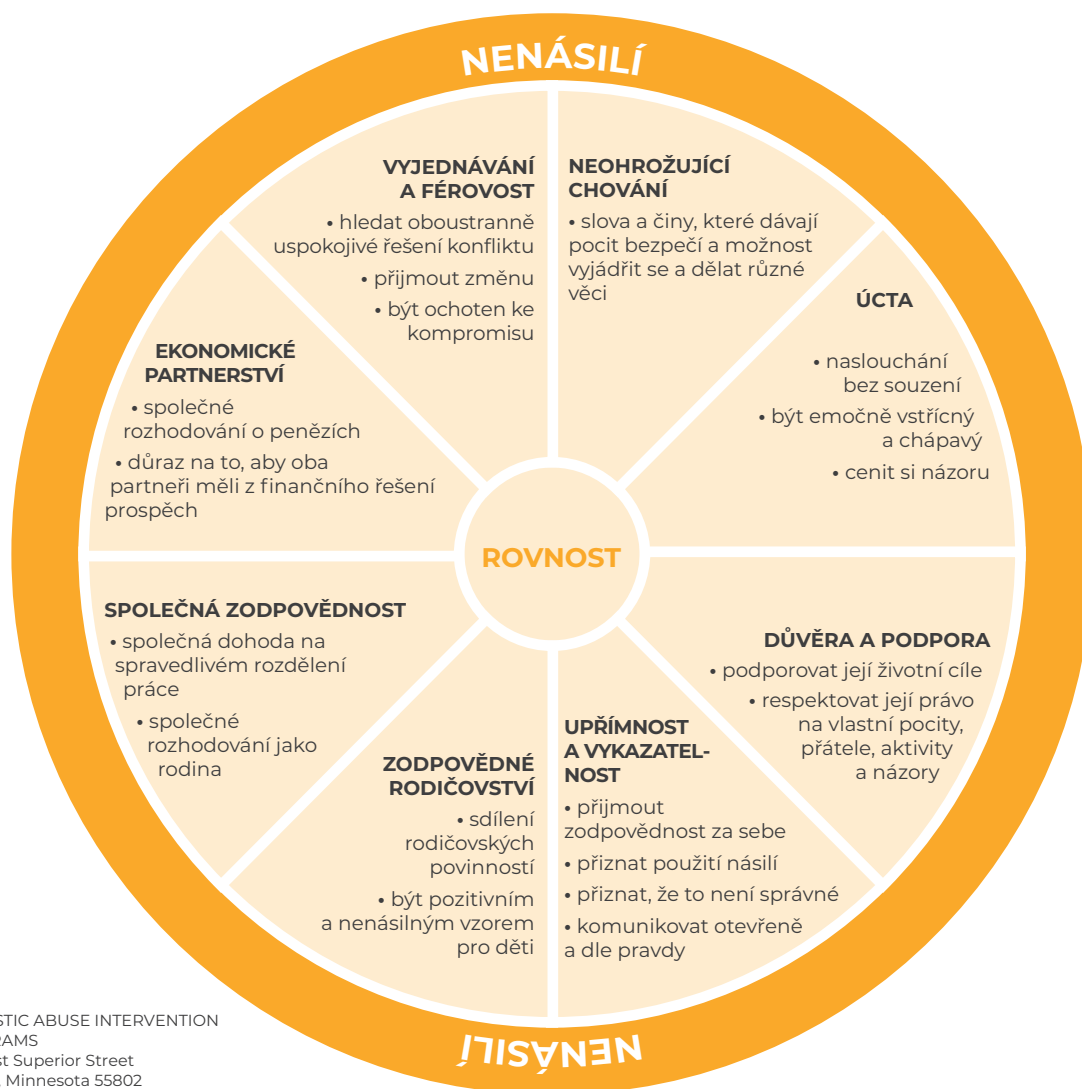 NENÁSILÍ
VYJEDNÁVÁNÍ
A FÉROVOST
• hledat oboustranně
uspokojivé řešení konfliktu
• přijmout změnu
• být ochoten ke
kompromisu
NEOHROŽUJÍCÍ
CHOVÁNÍ
• slova a činy, které dávají
pocit bezpečí a možnost
vyjádřit se a dělat různé
věci
ÚCTA
• naslouchání
bez souzení
• být emočně vstřícný
a chápavý
• cenit si názoru
EKONOMICKÉ
PARTNERSTVÍ
• společné
rozhodování o penězích
• důraz na to, aby oba
partneři měli z finančního řešení
prospěch
ROVNOST
SPOLEČNÁ ZODPOVĚDNOST
• společná dohoda na
spravedlivém rozdělení
práce
• společné
rozhodování jako
rodina
DŮVĚRA A PODPORA
• podporovat její životní cíle
• respektovat její právo
na vlastní pocity,
přátele, aktivity
a názory
ZODPOVĚDNÉ
RODIČOVSTVÍ
• sdílení
rodičovských
povinností
• být pozitivním
a nenásilným vzorem
pro děti
UPŘÍMNOST
A VYKAZATEL-
NOST
• přijmout
zodpovědnost za sebe
• přiznat použití násilí
• přiznat, že to není správné
• komunikovat otevřeně
a dle pravdy
NENÁSILÍ
ABUSE INTERVENTION
Superior Street
Minnesota 55802